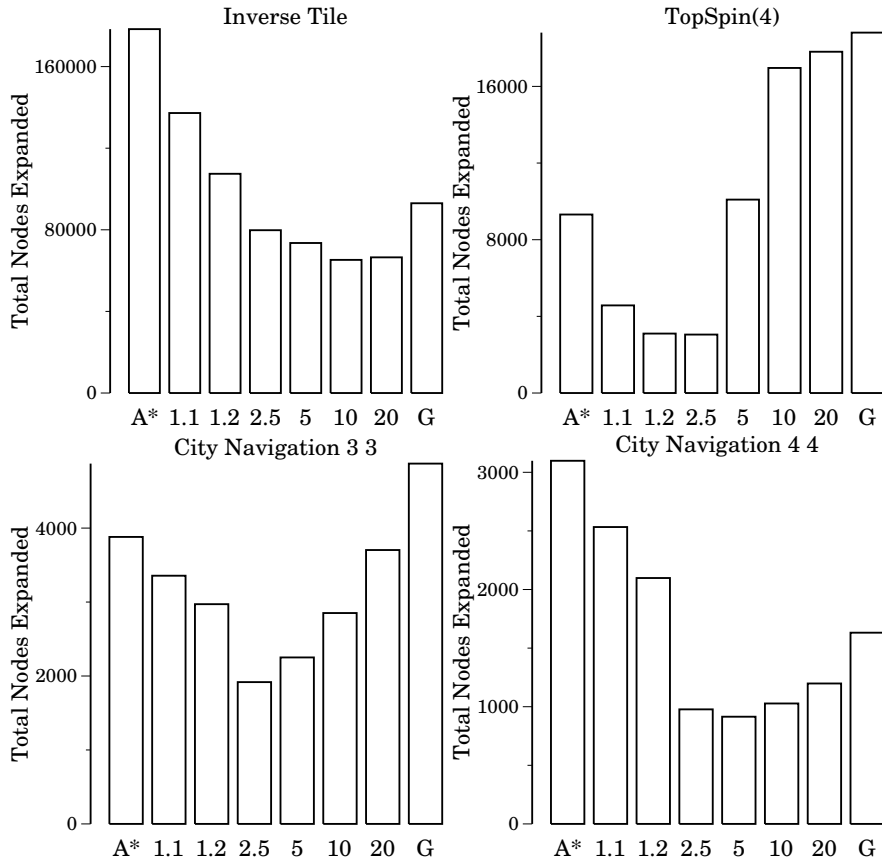 Inverse Tile
Total Nodes Expanded
160000
80000
0
A* 1.1 1.2 2.5 5 10 20 G
TopSpin(4)
Total Nodes Expanded
16000
8000
0
A* 1.1 1.2 2.5 5 10 20 G
City Navigation 3 3
Total Nodes Expanded
4000
2000
0
A* 1.1 1.2 2.5 5 10 20 G
City Navigation 4 4
Total Nodes Expanded
3000
2000
1000
0
A* 1.1 1.2 2.5 5 10 20 G